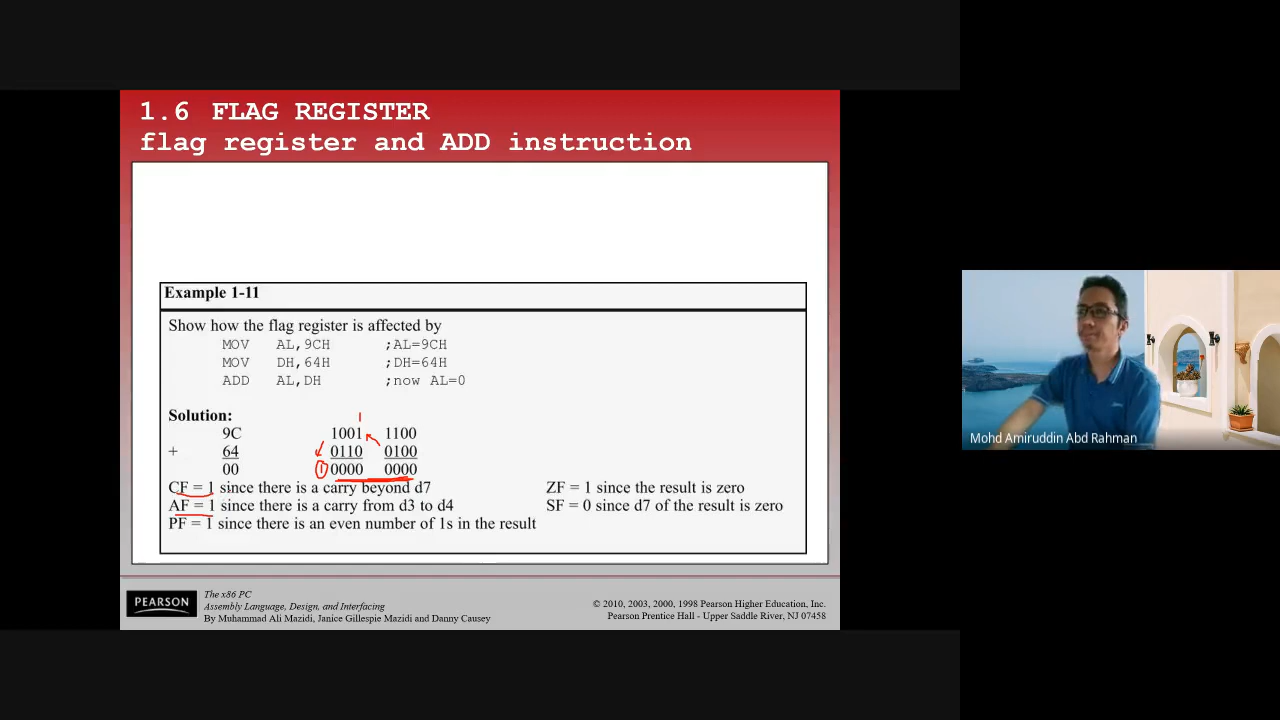 1.6 FLAG REGISTER
flag register and ADD instruction
Example 1-11
Show how the flag register is affected by
MOV AL,9CH ;AL=9CH
MOV DH,64H ;DH=64H
ADD AL,DH ;now AL=0
Solution:
1
9C 1001 1100
+ 64 0110 0100
00 1 0000 0000
CF = 1 since there is a carry beyond d7 ZF = 1 since the result is zero
AF = 1 since there is a carry from d3 to d4 SF = 0 since d7 of the result is zero
PF = 1 since there is an even number of 1s in the result
PEARSON
The x86 PC
Assembly Language, Design, and Interfacing
By Muhammad Ali Mazidi, Janice Gillespie Mazidi and Danny Causey
© 2010, 2003, 2000, 1998 Pearson Higher Education, Inc.
Pearson Prentice Hall - Upper Saddle River, NJ 07458
Mohd Amiruddin Abd Rahman